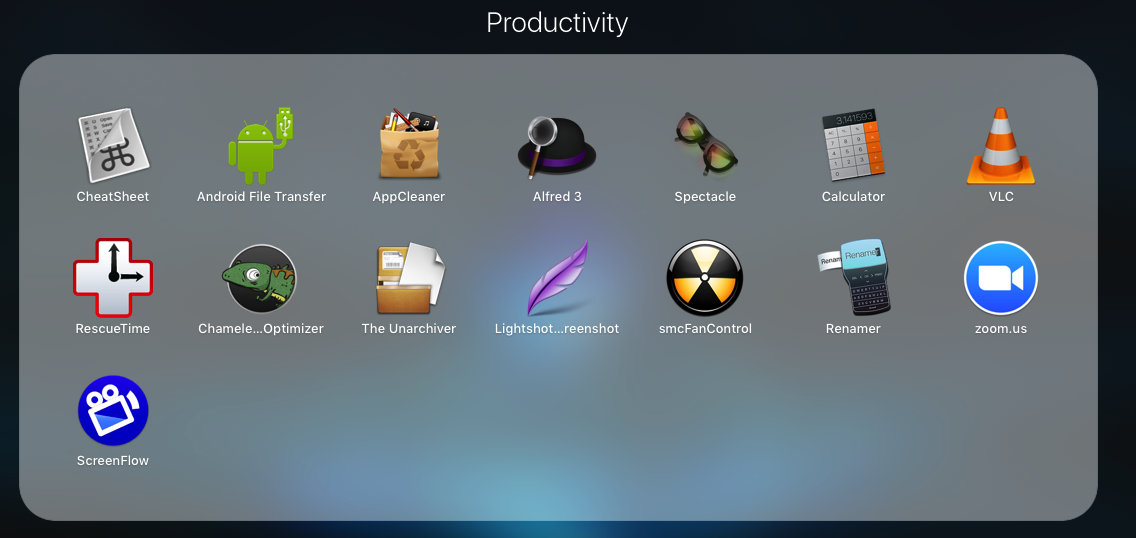 Productivity
CheatSheet
Android File Transfer
AppCleaner
Alfred 3
Spectacle
3.141593
Calculator
VLC
RescueTime
Chamele...Optimizer
The Unarchiver
Lightshot...reenshot
smcFanControl
Renam
Rename
Renamer
zoom.us
ScreenFlow